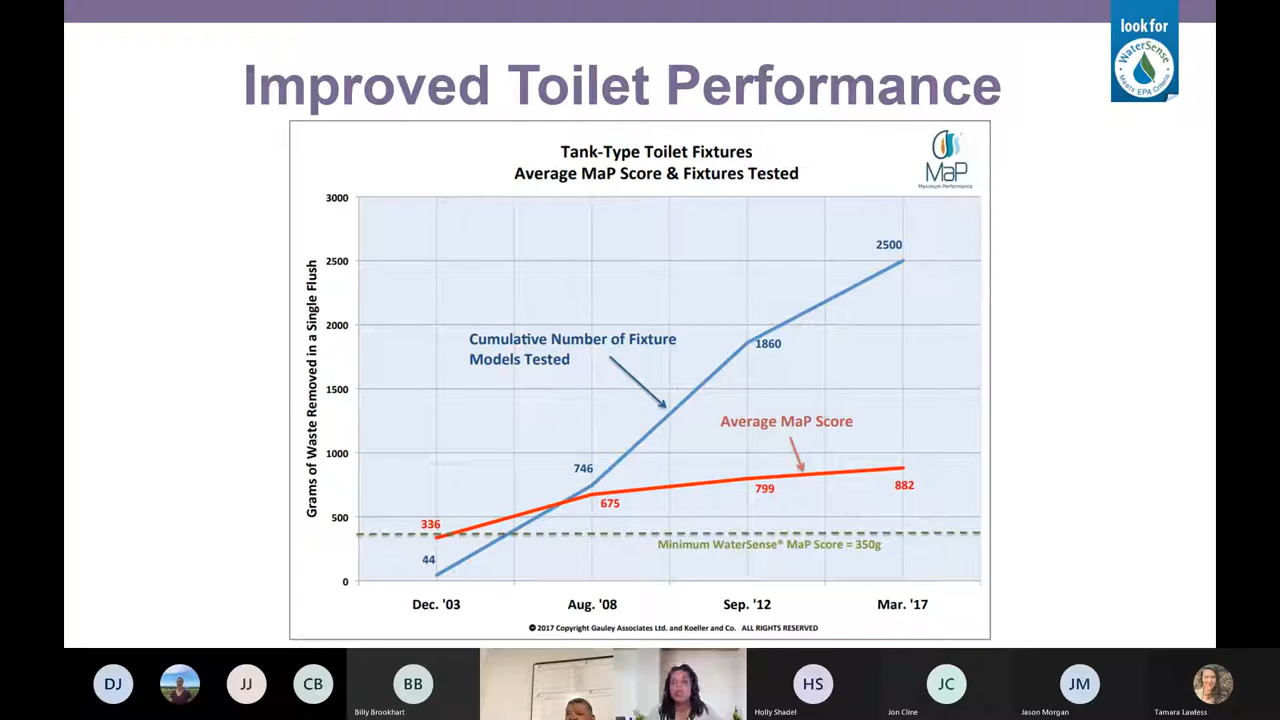 look for
WaterSense
Meets EPA Criteria
Improved Toilet Performance
Tank-Type Toilet Fixtures
Average MaP Score & Fixtures Tested
MaP
Maximum Performance
Grams of Waste Removed in a Single Flush
3000
2500
2000
1500
1000
500
0
2500
Cumulative Number of Fixture
Models Tested
1860
Average MaP Score
746
675
799
882
336
44
Minimum WaterSense® MaP Score = 350g
Dec. '03
Aug. '08
Sep. '12
Mar. '17
© 2017 Copyright Gauley Associates Ltd. and Koeller and Co. ALL RIGHTS RESERVED
DJ
JJ
CB
BB
HS
JC
JM
Billy Brookhart
Holly Shadel
Jon Cline
Jason Morgan
Tamara Lawless